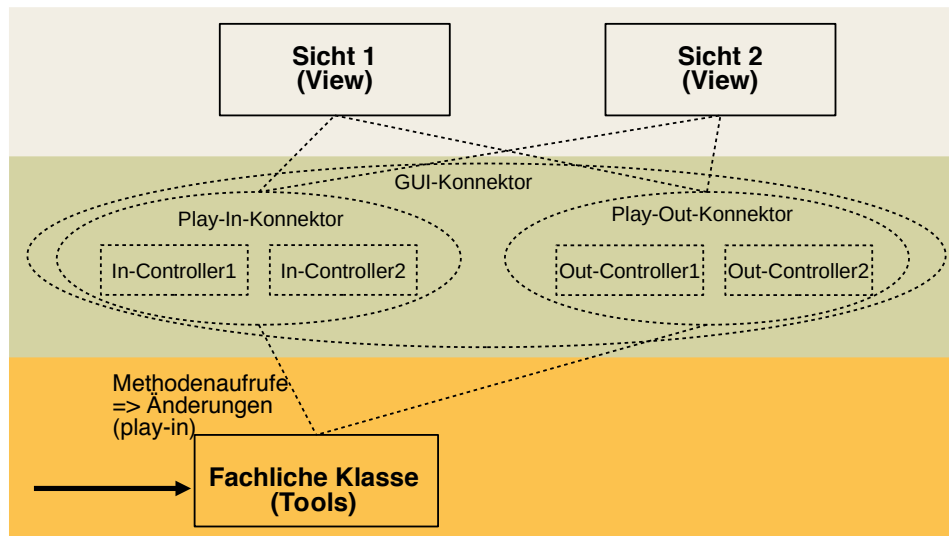 Sicht 1
(View)
Sicht 2
(View)
GUI-Konnektor
Play-In-Konnektor
Play-Out-Konnektor
In-Controller1
In-Controller2
Out-Controller1
Out-Controller2
Methodenaufrufe
=> Änderungen
(play-in)
Fachliche Klasse
(Tools)